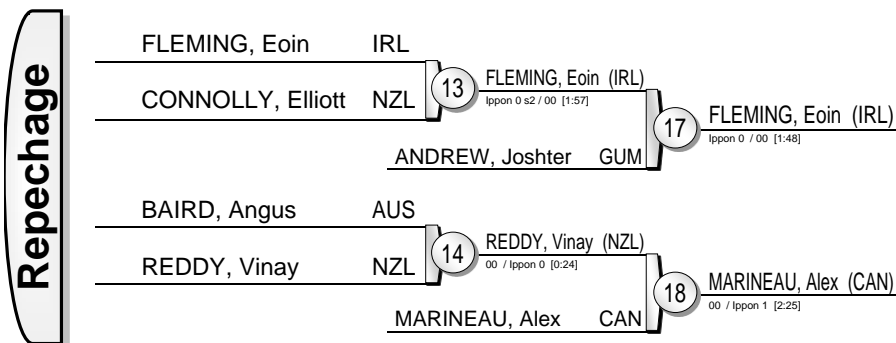 Repechage
FLEMING, Eoin IRL
CONNOLLY, Elliott NZL
13
FLEMING, Eoin (IRL)
Ippon 0 s2 / 00 [1:57]
ANDREW, Joshter GUM
17
FLEMING, Eoin (IRL)
Ippon 0 / 00 [1:48]
BAIRD, Angus AUS
REDDY, Vinay NZL
14
REDDY, Vinay (NZL)
00 / Ippon 0 [0:24]
MARINEAU, Alex CAN
18
MARINEAU, Alex (CAN)
00 / Ippon 1 [2:25]